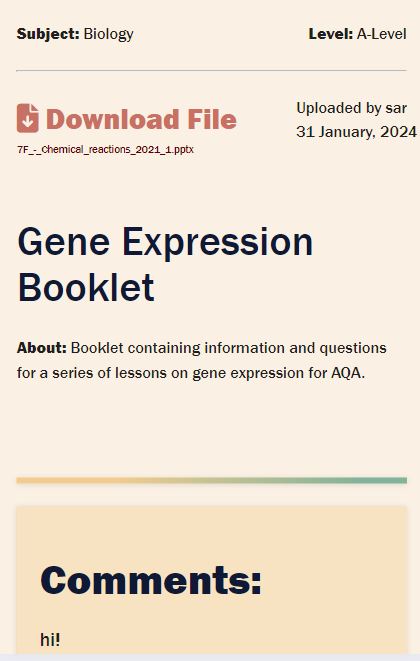 Subject: Biology
Level: A-Level
Download File
7F_-_Chemical_reactions_2021_1.pptx
Uploaded by sar
31 January, 2024
Gene Expression
Booklet
About: Booklet containing information and questions
for a series of lessons on gene expression for AQA.
Comments:
hi!